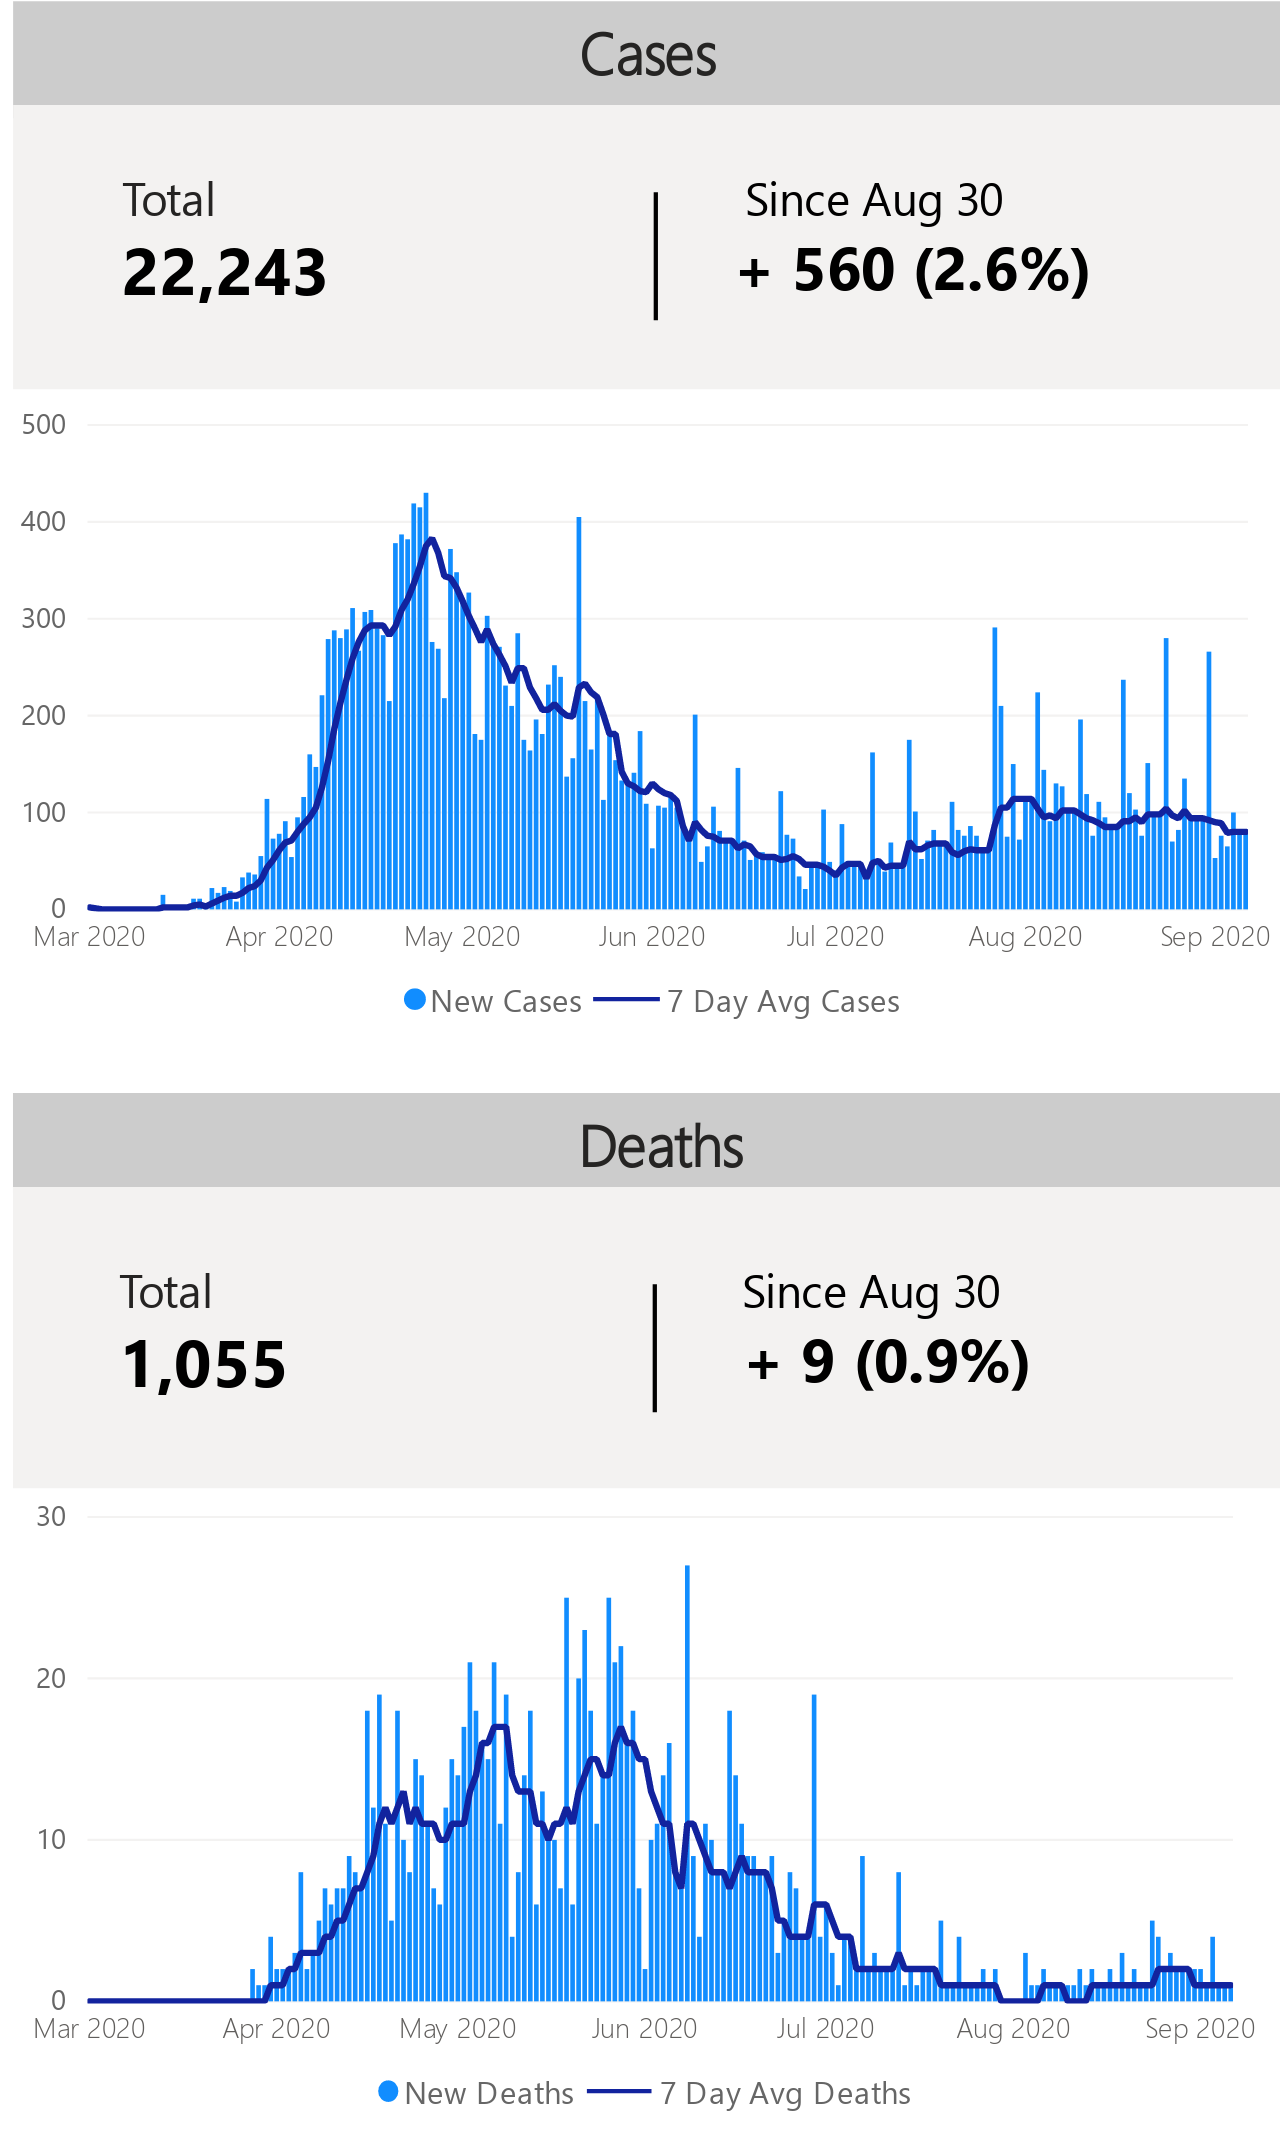 Cases
Total
Since Aug 30
22,243
+ 560 (2.6%)
500
400
300
200
100
0
Mar 2020 Apr 2020 May 2020 Jun 2020 Jul 2020 Aug 2020 Sep 2020
New Cases 7 Day Avg Cases
Deaths
Total
Since Aug 30
1,055
+ 9 (0.9%)
30
20
10
0
Mar 2020 Apr 2020 May 2020 Jun 2020 Jul 2020 Aug 2020 Sep 2020
New Deaths 7 Day Avg Deaths